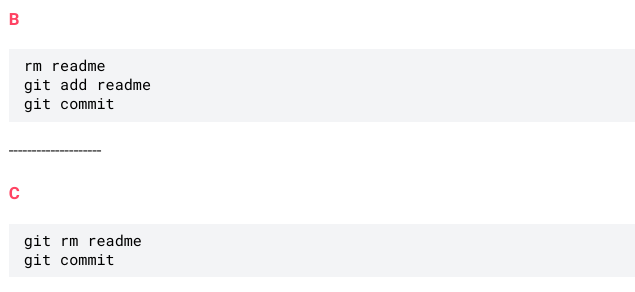 B
rm readme
git add readme
git commit
--------------------
C
git rm readme
git commit